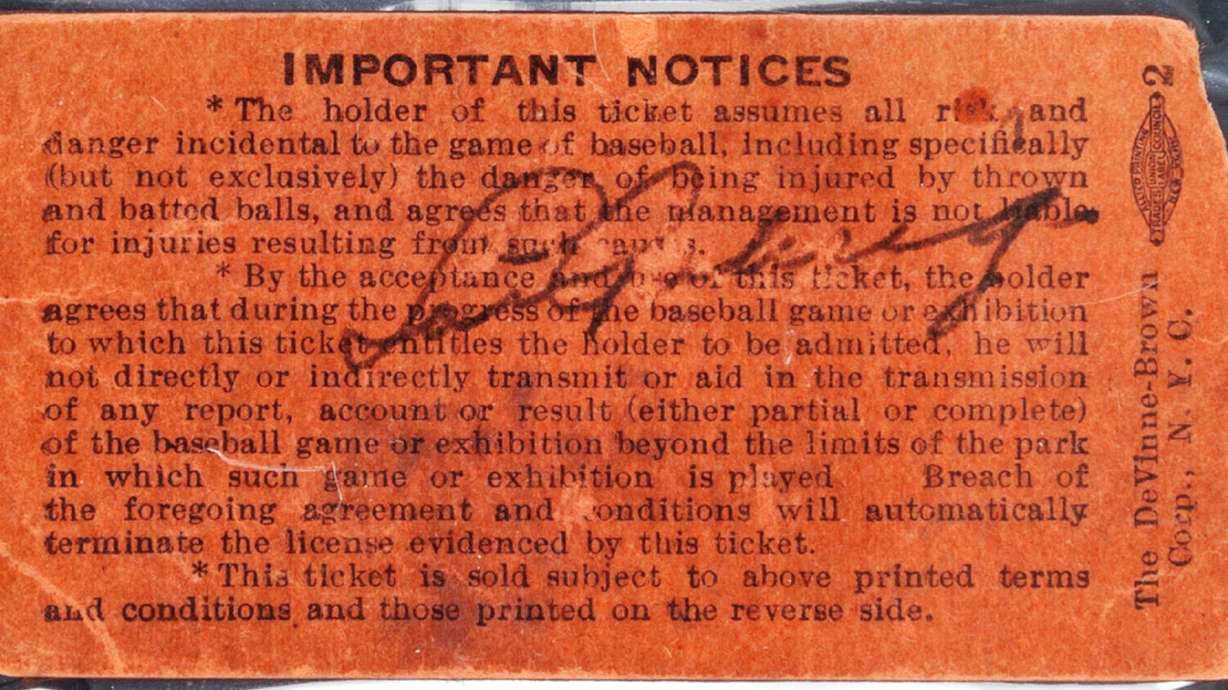 IMPORTANT NOTICES
* The holder of this ticket assumes all risk and
danger incidental to the game of baseball, including specifically
(but not exclusively) the danger of being injured by thrown
and batted balls, and agrees that the management is not liable
for injuries resulting from such causes.
* By the acceptance and use of this ticket, the holder
agrees that during the progress of the baseball game or exhibition
to which this ticket entitles the holder to be admitted, he will
not directly or indirectly transmit or aid in the transmission
of any report, account or result (either partial or complete)
of the baseball game or exhibition beyond the limits of the park
in which such game or exhibition is played Breach of
the foregoing agreement and conditions will automatically
terminate the license evidenced by this ticket.
* This ticket is sold subject to above printed terms
and conditions and those printed on the reverse side.
The DeVinne-Brown
Corp., N. Y. C.
2